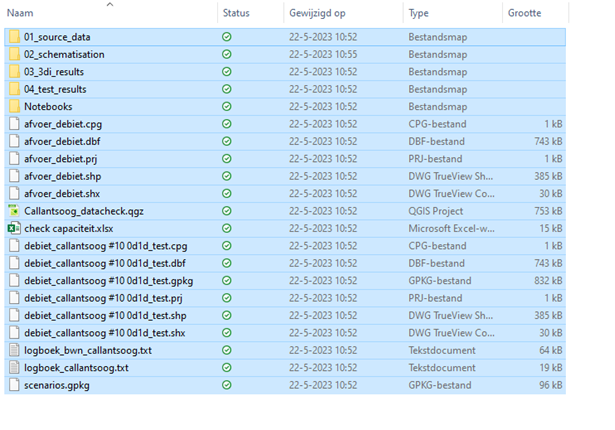 Naam Status Gewijzigd op Type Grootte
01_source_data 22-5-2023 10:52 Bestandsmap
02_schematisation 22-5-2023 10:55 Bestandsmap
03_3di_results 22-5-2023 10:52 Bestandsmap
04_test_results 22-5-2023 10:52 Bestandsmap
Notebooks 22-5-2023 10:52 Bestandsmap
afvoer_debiet.cpg 22-5-2023 10:52 CPG-bestand 1 kB
afvoer_debiet.dbf 22-5-2023 10:52 DBF-bestand 743 kB
afvoer_debiet.prj 22-5-2023 10:52 PRJ-bestand 1 kB
afvoer_debiet.shp 22-5-2023 10:52 DWG TrueView Sh... 385 kB
afvoer_debiet.shx 22-5-2023 10:52 DWG TrueView Co... 30 kB
Callantsoog_datacheck.qgz 22-5-2023 10:52 QGIS Project 753 kB
check capaciteit.xlsx 22-5-2023 10:52 Microsoft Excel-w... 15 kB
debiet_callantsoog #10 0d1d_test.cpg 22-5-2023 10:52 CPG-bestand 1 kB
debiet_callantsoog #10 0d1d_test.dbf 22-5-2023 10:52 DBF-bestand 743 kB
debiet_callantsoog #10 0d1d_test.gpkg 22-5-2023 10:52 GPKG-bestand 832 kB
debiet_callantsoog #10 0d1d_test.prj 22-5-2023 10:52 PRJ-bestand 1 kB
debiet_callantsoog #10 0d1d_test.shp 22-5-2023 10:52 DWG TrueView Sh... 385 kB
debiet_callantsoog #10 0d1d_test.shx 22-5-2023 10:52 DWG TrueView Co... 30 kB
logboek_bwn_callantsoog.txt 22-5-2023 10:52 Tekstdocument 64 kB
logboek_callantsoog.txt 22-5-2023 10:52 Tekstdocument 19 kB
scenarios.gpkg 22-5-2023 10:52 GPKG-bestand 96 kB